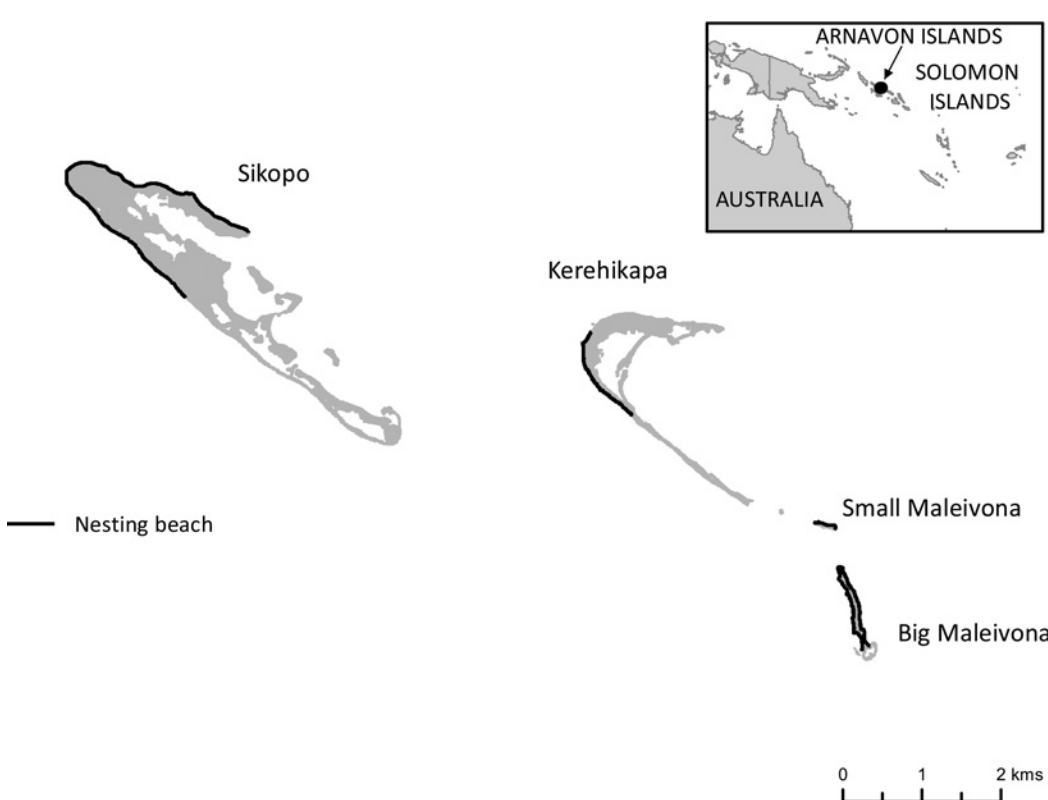 ARNAVON ISLANDS
SOLOMON
ISLANDS
AUSTRALIA
Sikopo
Kerehikapa
Small Maleivona
Nesting beach
Big Maleivona
0 1 2 kms